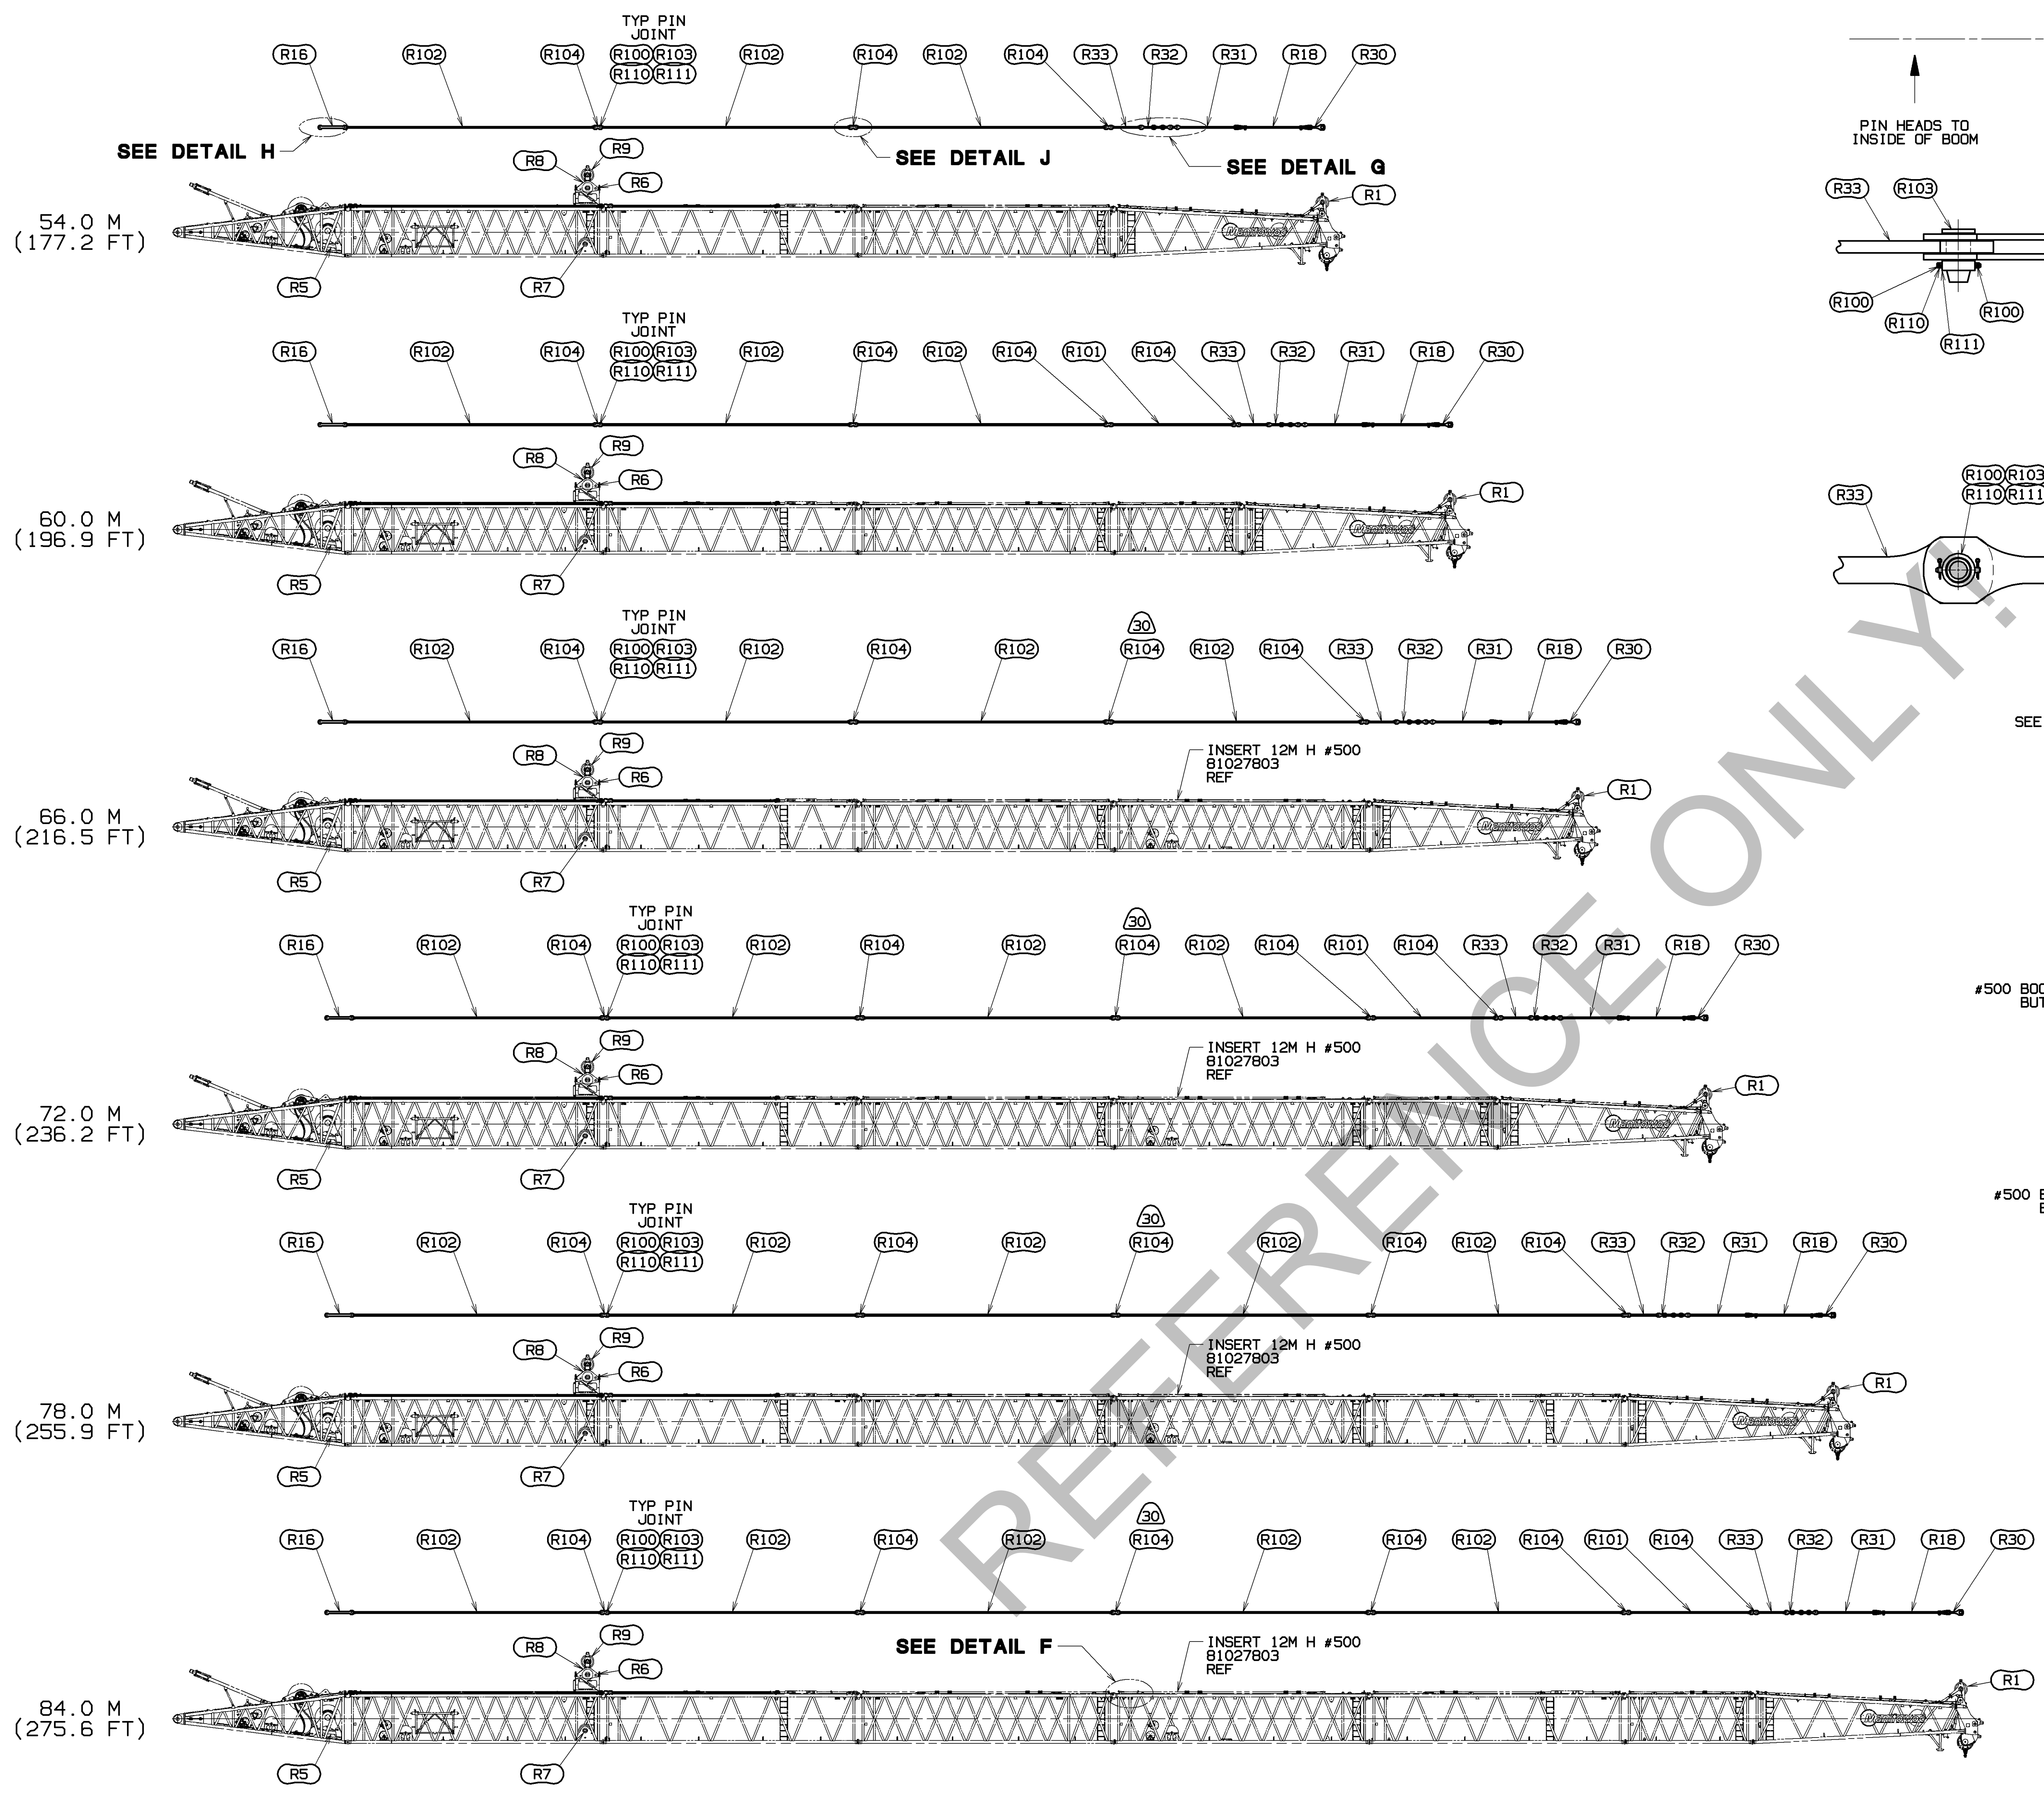 TYP PIN
JOINT
R16 R102 R104 R100 R103 R102 R104 R102 R104 R33 R32 R31 R18 R30
R110 R111
SEE DETAIL H
SEE DETAIL J
SEE DETAIL G
R9
R8
R6
R1
54.0 M
(177.2 FT)
R5
R7
TYP PIN
JOINT
R16 R102 R104 R100 R103 R102 R104 R102 R104 R101 R104 R33 R32 R31 R18 R30
R110 R111
R9
R8
R6
R1
60.0 M
(196.9 FT)
R5
R7
TYP PIN
JOINT
30
R16 R102 R104 R100 R103 R102 R104 R102 R104 R102 R104 R33 R32 R31 R18 R30
R110 R111
R9
R8
R6
INSERT 12M H #500
81027803
REF
R1
66.0 M
(216.5 FT)
R5
R7
TYP PIN
JOINT
30
R16 R102 R104 R100 R103 R102 R104 R102 R104 R102 R104 R101 R104 R33 R32 R31 R18 R30
R110 R111
R9
R8
R6
INSERT 12M H #500
81027803
REF
R1
72.0 M
(236.2 FT)
R5
R7
TYP PIN
JOINT
30
R16 R102 R104 R100 R103 R102 R104 R102 R104 R102 R104 R102 R104 R33 R32 R31 R18 R30
R110 R111
R9
R8
R6
INSERT 12M H #500
81027803
REF
R1
78.0 M
(255.9 FT)
R5
R7
TYP PIN
JOINT
30
R16 R102 R104 R100 R103 R102 R104 R102 R104 R102 R104 R102 R104 R101 R104 R33 R32 R31 R18 R30
R110 R111
R9
R8
R6
SEE DETAIL F
INSERT 12M H #500
81027803
REF
R1
84.0 M
(275.6 FT)
R5
R7
PIN HEADS TO
INSIDE OF BOOM
R33 R103
R100
R110
R111
R100
R100 R103
R33
R110 R111
SEE
#500
#500
REFERENCE ONLY!